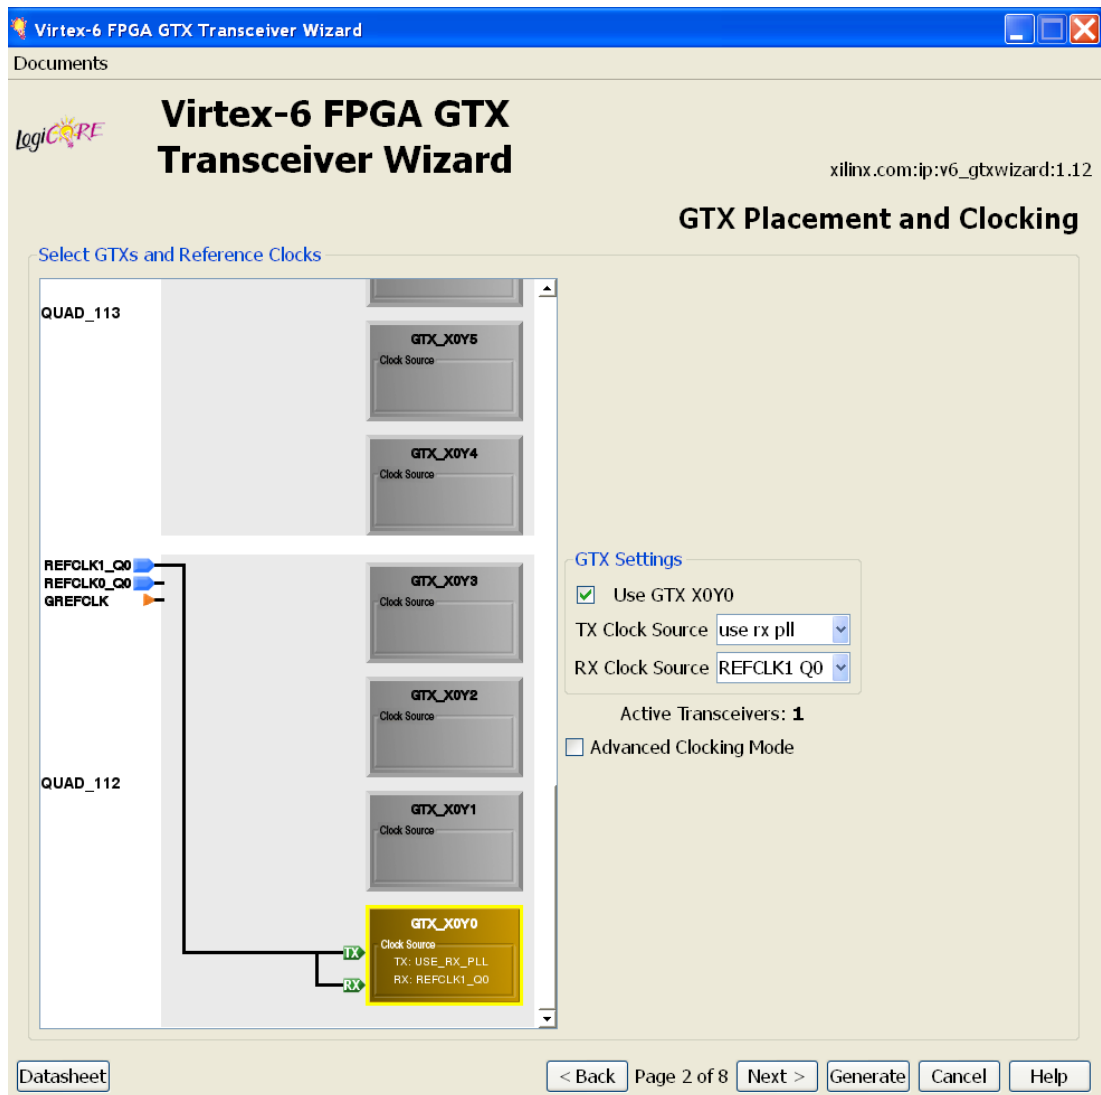 Virtex-6 FPGA GTX Transceiver Wizard
Documents
logiCORE
Virtex-6 FPGA GTX
Transceiver Wizard
xilinx.com:ip:v6_gtxwizard:1.12
GTX Placement and Clocking
Select GTXs and Reference Clocks
QUAD_113
GTX_X0Y5
Clock Source
GTX_X0Y4
Clock Source
REFCLK1_Q0
REFCLK0_Q0
GREFCLK
GTX_X0Y3
Clock Source
GTX_X0Y2
Clock Source
QUAD_112
GTX_X0Y1
Clock Source
GTX_X0Y0
Clock Source
TX
TX: USE_RX_PLL
RX
RX: REFCLK1_Q0
GTX Settings
Use GTX X0Y0
TX Clock Source use rx pll
RX Clock Source REFCLK1 Q0
Active Transceivers: 1
Advanced Clocking Mode
Datasheet
< Back Page 2 of 8 Next > Generate Cancel Help